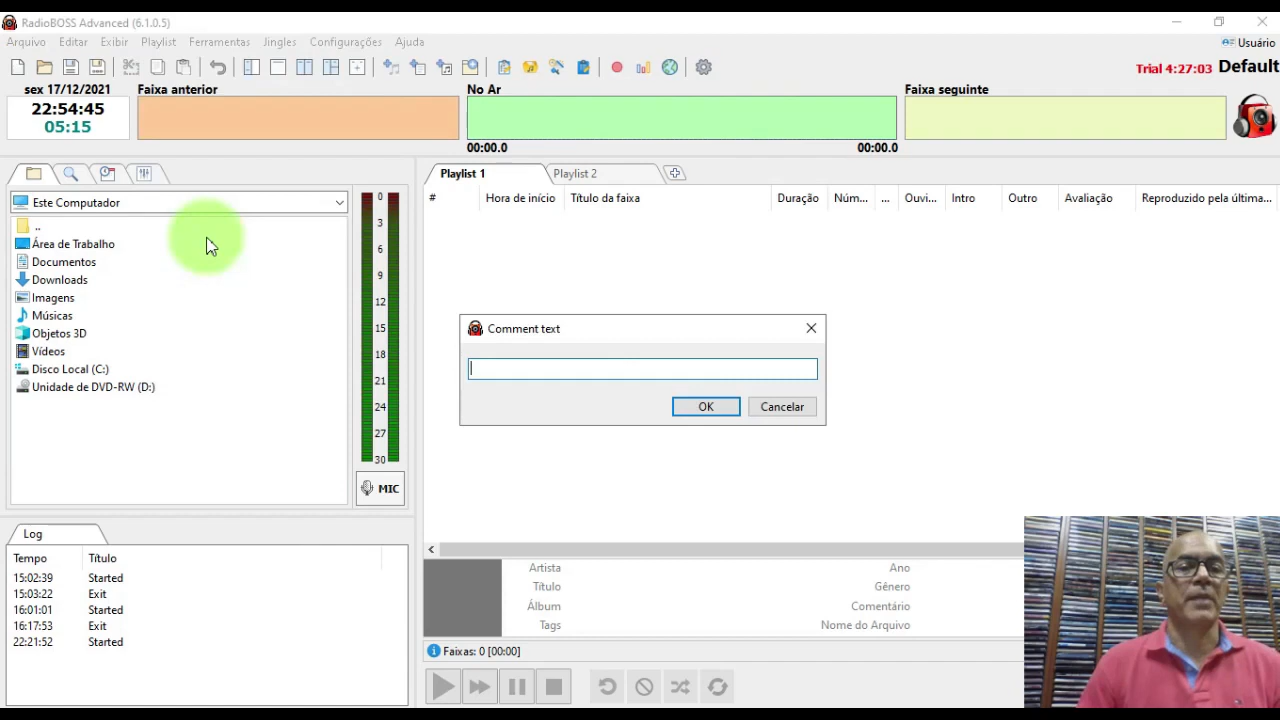 RadioBOSS Advanced (6.1.0.5)
Arquivo Editar Exibir Playlist Ferramentas Jingles Configurações Ajuda
Usuário
Trial 4:27:03 Default
sex 17/12/2021
22:54:45
05:15
Faixa anterior
No Ar
00:00.0 00:00.0
Faixa seguinte
Este Computador
..
Área de Trabalho
Documentos
Downloads
Imagens
Músicas
Objetos 3D
Vídeos
Disco Local (C:)
Unidade de DVD-RW (D:)
0
3
6
9
12
15
18
21
24
27
30
MIC
Playlist 1 Playlist 2
# Hora de início Título da faixa Duração Núm... ... Ouvi... Intro Outro Avaliação Reproduzido pela última...
Comment text
OK Cancelar
Log
Tempo Título
15:02:39 Started
15:03:22 Exit
16:01:01 Started
16:17:53 Exit
22:21:52 Started
Artista Ano
Título Gênero
Álbum Comentário
Tags Nome do Arquivo
Faixas: 0 [00:00]